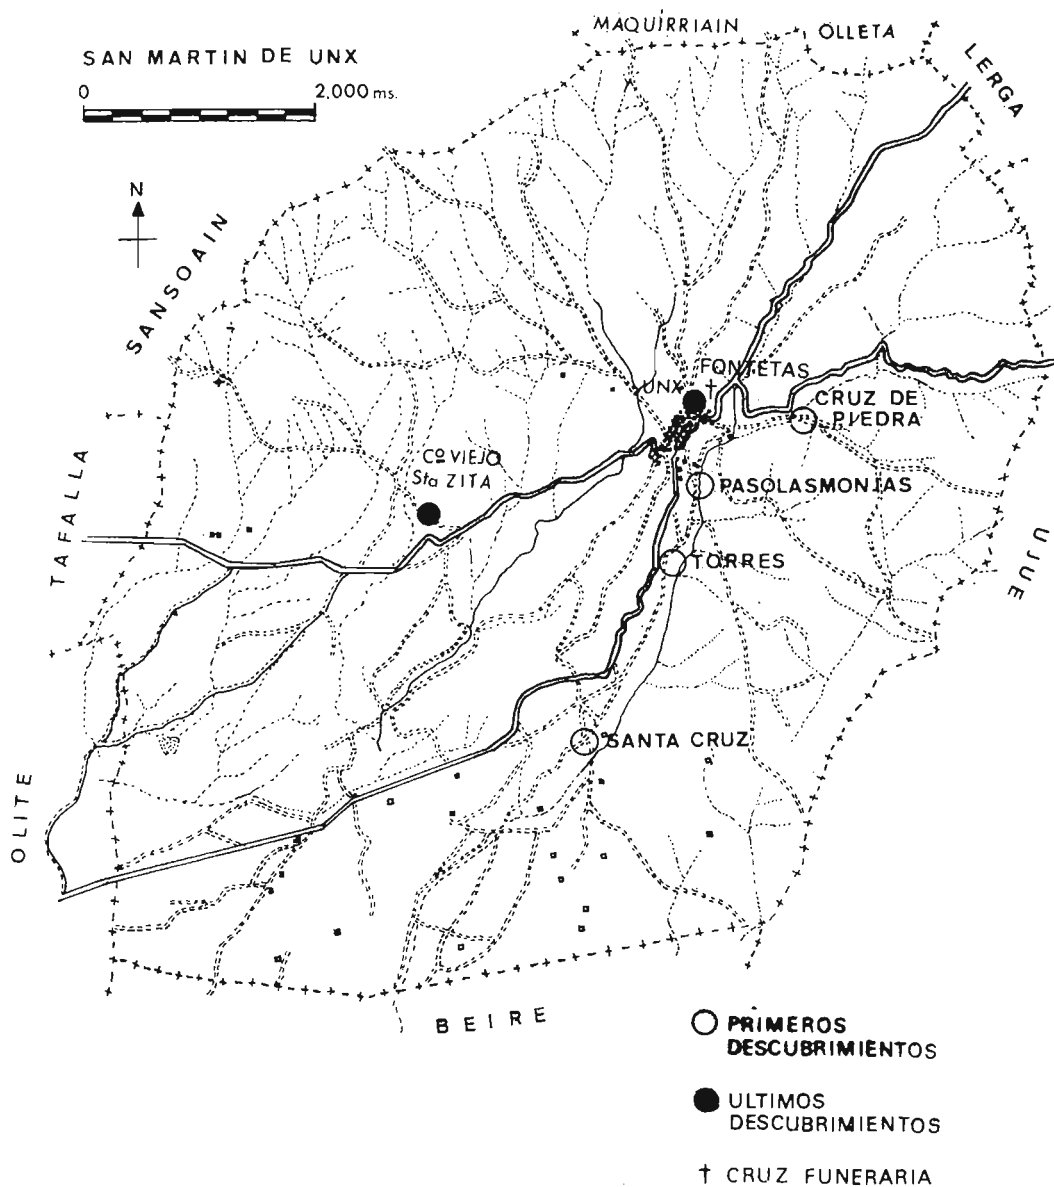 MAQUIRRIAIN
OLLETA
LERGA
SAN MARTIN DE UNX
0 2,000 ms.
N
SANSOAIN
FONTETAS
UNX
CRUZ DE
PIEDRA
Cº VIEJO
Sta ZITA
PASOLASMONJAS
TAFALLA
UJUE
TORRES
SANTA CRUZ
OLITE
BEIRE
PRIMEROS
DESCUBRIMIENTOS
ULTIMOS
DESCUBRIMIENTOS
† CRUZ FUNERARIA